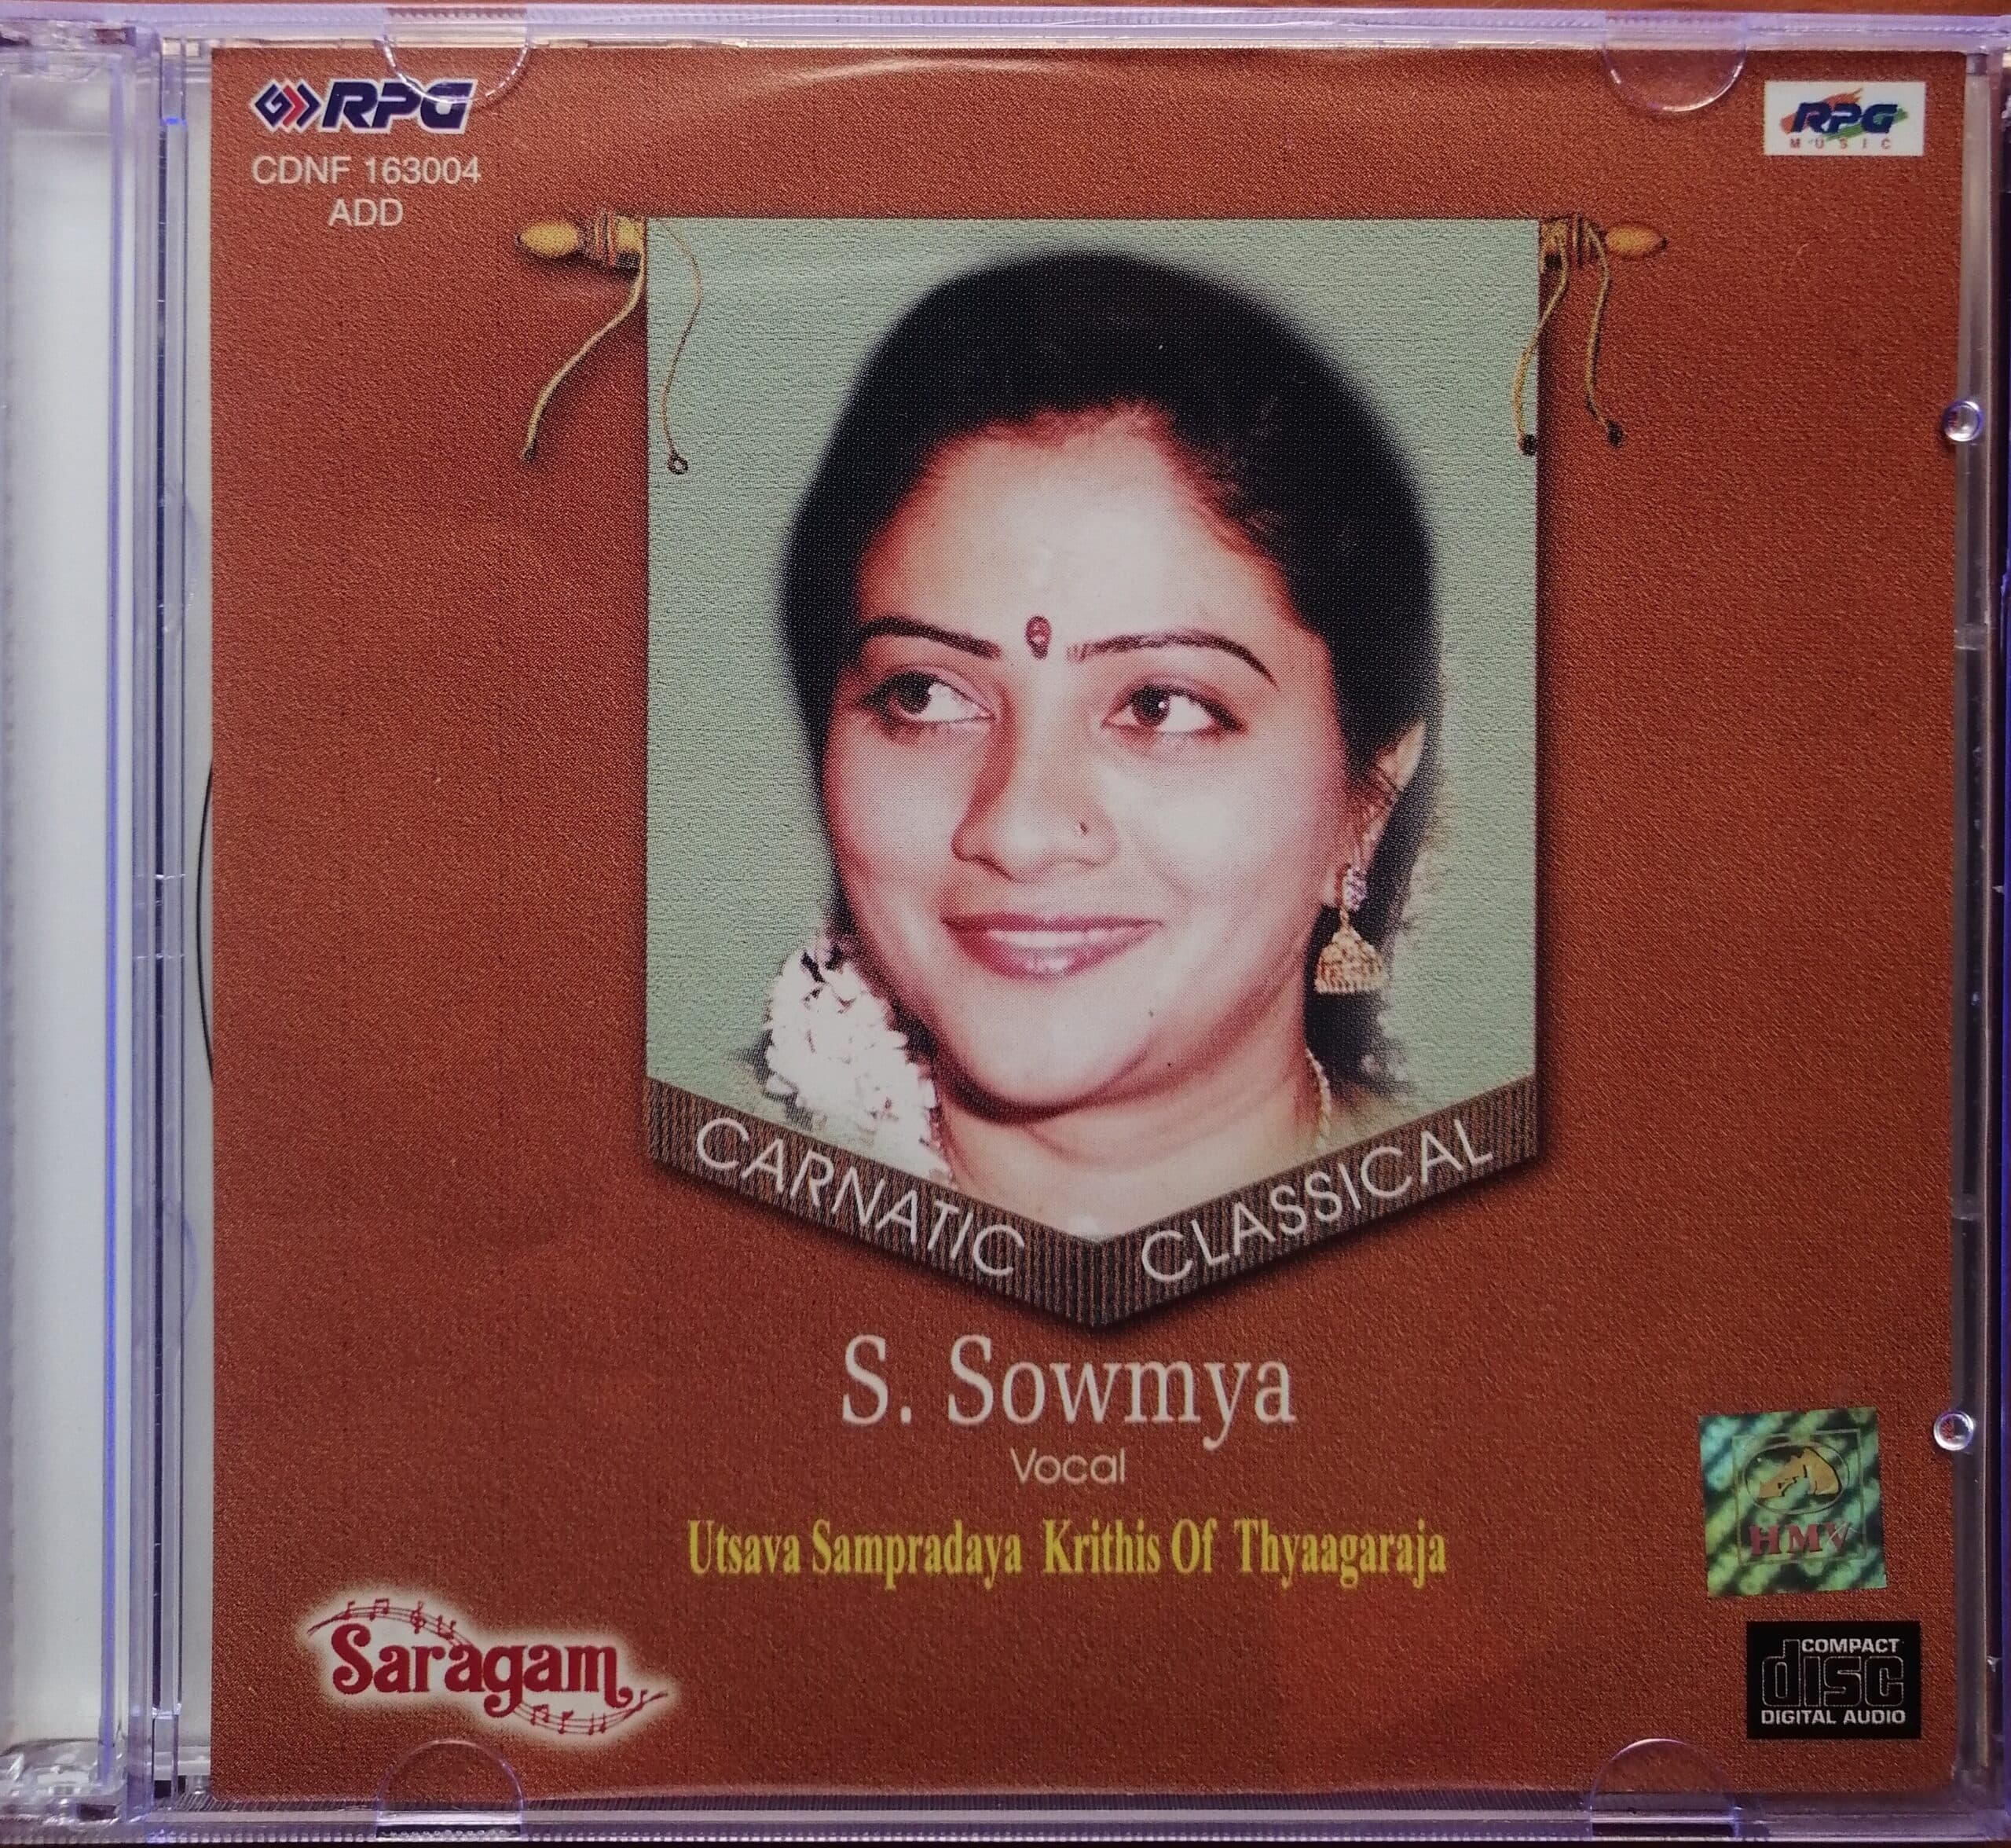 RPG
CDNF 163004
ADD
RPG
MUSIC
CARNATIC CLASSICAL
S. Sowmya
Vocal
Utsava Sampradaya Krithis Of Thyaagaraja
HMV
Saragam
COMPACT
disc
DIGITAL AUDIO